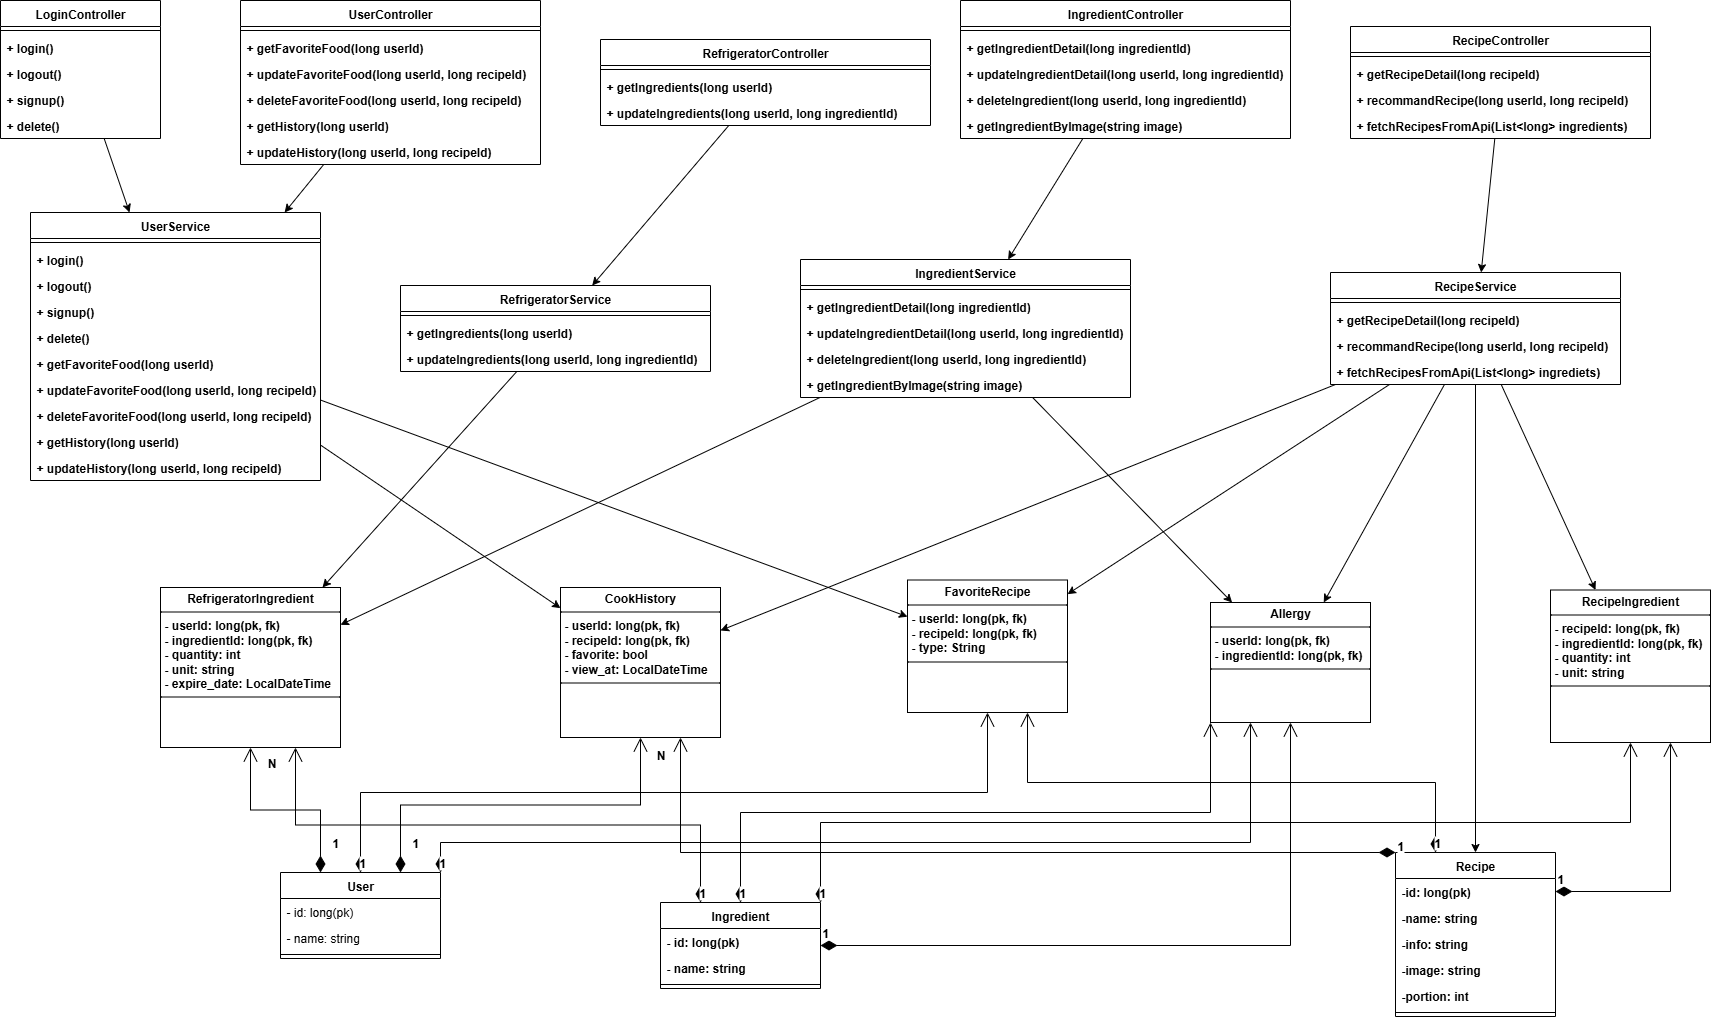 LoginController
+ login()
+ logout()
+ signup()
+ delete()
UserController
+ getFavoriteFood(long userId)
+ updateFavoriteFood(long userId, long recipeId)
+ deleteFavoriteFood(long userId, long recipeId)
+ getHistory(long userId)
+ updateHistory(long userId, long recipeId)
RefrigeratorController
+ getIngredients(long userId)
+ updateIngredients(long userId, long ingredientId)
IngredientController
+ getIngredientDetail(long ingredientId)
+ updateIngredientDetail(long userId, long ingredientId)
+ deleteIngredient(long userId, long ingredientId)
+ getIngredientByImage(string image)
RecipeController
+ getRecipeDetail(long recipeId)
+ recommandRecipe(long userId, long recipeId)
+ fetchRecipesFromApi(List<long> ingredients)
UserService
+ login()
+ logout()
+ signup()
+ delete()
+ getFavoriteFood(long userId)
+ updateFavoriteFood(long userId, long recipeId)
+ deleteFavoriteFood(long userId, long recipeId)
+ getHistory(long userId)
+ updateHistory(long userId, long recipeId)
RefrigeratorService
+ getIngredients(long userId)
+ updateIngredients(long userId, long ingredientId)
IngredientService
+ getIngredientDetail(long ingredientId)
+ updateIngredientDetail(long userId, long ingredientId)
+ deleteIngredient(long userId, long ingredientId)
+ getIngredientByImage(string image)
RecipeService
+ getRecipeDetail(long recipeId)
+ recommandRecipe(long userId, long recipeId)
+ fetchRecipesFromApi(List<long> ingrediets)
RefrigeratorIngredient
- userId: long(pk, fk)
- ingredientId: long(pk, fk)
- quantity: int
- unit: string
- expire_date: LocalDateTime
CookHistory
- userId: long(pk, fk)
- recipeId: long(pk, fk)
- favorite: bool
- view_at: LocalDateTime
FavoriteRecipe
- userId: long(pk, fk)
- recipeId: long(pk, fk)
- type: String
Allergy
- userId: long(pk, fk)
- ingredientId: long(pk, fk)
RecipeIngredient
- recipeId: long(pk, fk)
- ingredientId: long(pk, fk)
- quantity: int
- unit: string
N
N
1
1
1
1
1
1
User
- id: long(pk)
- name: string
1
1
1
Ingredient
- id: long(pk)
- name: string
1
Recipe
-id: long(pk)
-name: string
-info: string
-image: string
-portion: int
1